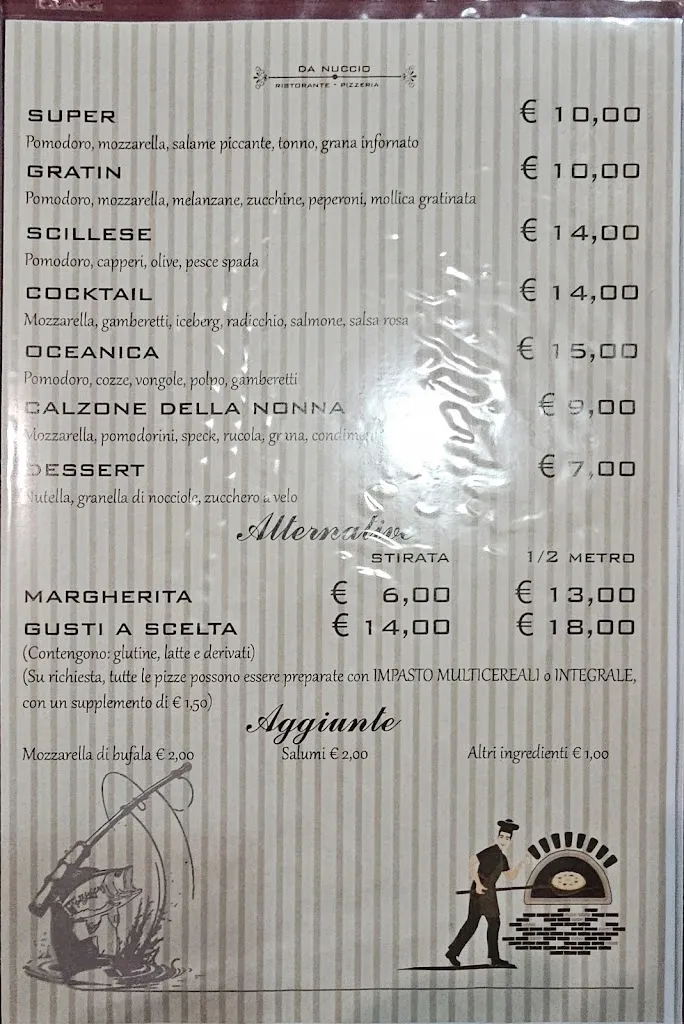 DA NUCCIO
RISTORANTE - PIZZERIA
SUPER € 10,00
Pomodoro, mozzarella, salame piccante, tonno, grana infornato
GRATIN € 10,00
Pomodoro, mozzarella, melanzane, zucchine, peperoni, mollica gratinata
SCILLESE € 14,00
Pomodoro, capperi, olive, pesce spada
COCKTAIL € 14,00
Mozzarella, gamberetti, iceberg, radicchio, salmone, salsa rosa
OCEANICA € 15,00
Pomodoro, cozze, vongole, polpo, gamberetti
CALZONE DELLA NONNA € 9,00
Mozzarella, pomodorini, speck, rucola, grana,
DESSERT € 7,00
Nutella, granella di nocciole, zucchero a velo
Alternative
STIRATA 1/2 METRO
MARGHERITA € 6,00 € 13,00
GUSTI A SCELTA € 14,00 € 18,00
(Contengono: glutine, latte e derivati)
(Su richiesta, tutte le pizze possono essere preparate con IMPASTO MULTICEREALI o INTEGRALE,
con un supplemento di € 1,50)
Aggiunte
Mozzarella di bufala € 2,00 Salumi € 2,00 Altri ingredienti € 1,00